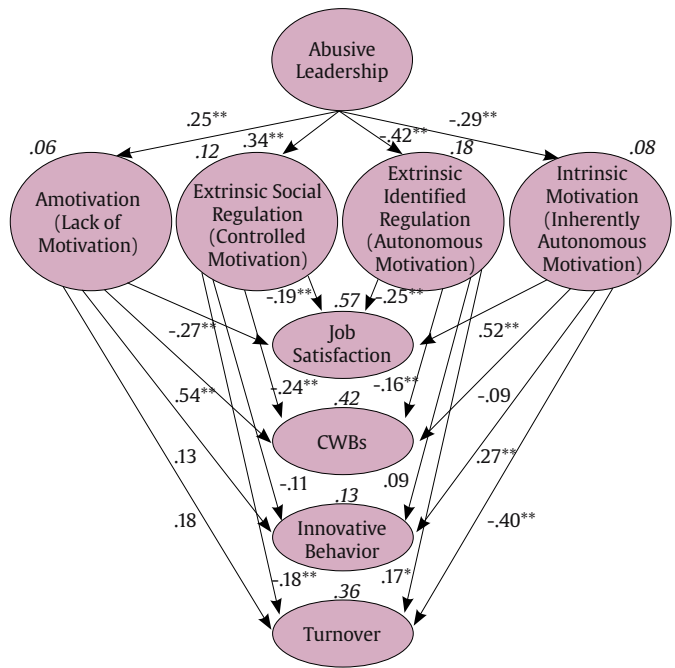 Abusive
Leadership
.25**
.34**
-.42**
-.29**
.06
.12
.18
.08
Amotivation
(Lack of
Motivation)
Extrinsic Social
Regulation
(Controlled
Motivation)
Extrinsic
Identified
Regulation
(Autonomous
Motivation)
Intrinsic
Motivation
(Inherently
Autonomous
Motivation)
-.19**
.57
-.25**
-.27**
Job
Satisfaction
.52**
-.24**
-.16**
.54**
.42
-.09
CWBs
.13
-.11
.09
.27**
.13
.18
Innovative
Behavior
-.40**
-.18**
.17*
.36
Turnover